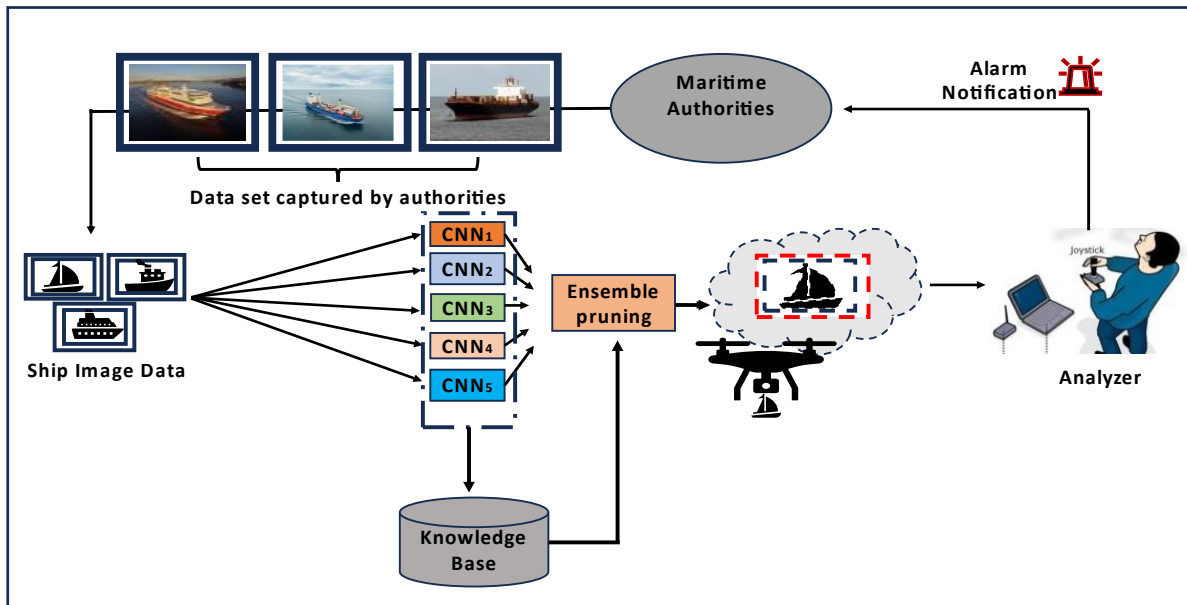 Maritime
Authorities
Alarm
Notification
Data set captured by authorities
CNN1
CNN2
CNN3
CNN4
CNN5
Ensemble
pruning
Joystick
Ship Image Data
Analyzer
Knowledge
Base